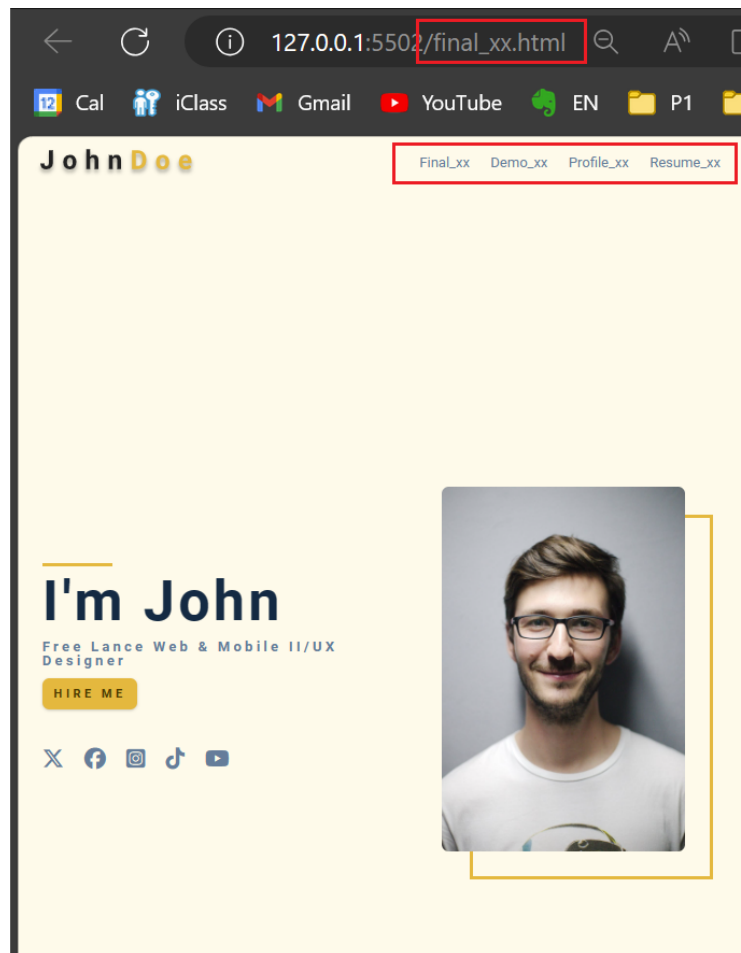 127.0.0.1:5502/final_xx.html
12 Cal iClass Gmail YouTube EN P1
JohnDoe Final_xx Demo_xx Profile_xx Resume_xx
I'm John
Free Lance Web & Mobile II/UX
Designer
HIRE ME